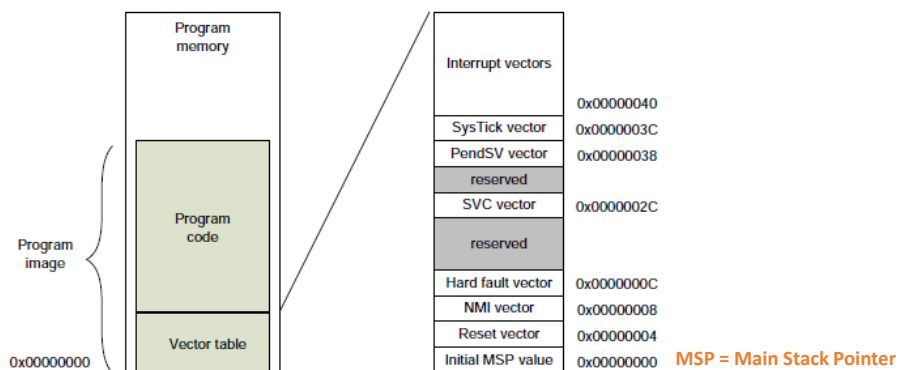 Program
memory
Program
code
Program
image
Vector table
0x00000000
Interrupt vectors
0x00000040
SysTick vector
0x0000003C
PendSV vector
0x00000038
reserved
SVC vector
0x0000002C
reserved
Hard fault vector
0x0000000C
NMI vector
0x00000008
Reset vector
0x00000004
Initial MSP value
0x00000000
MSP = Main Stack Pointer